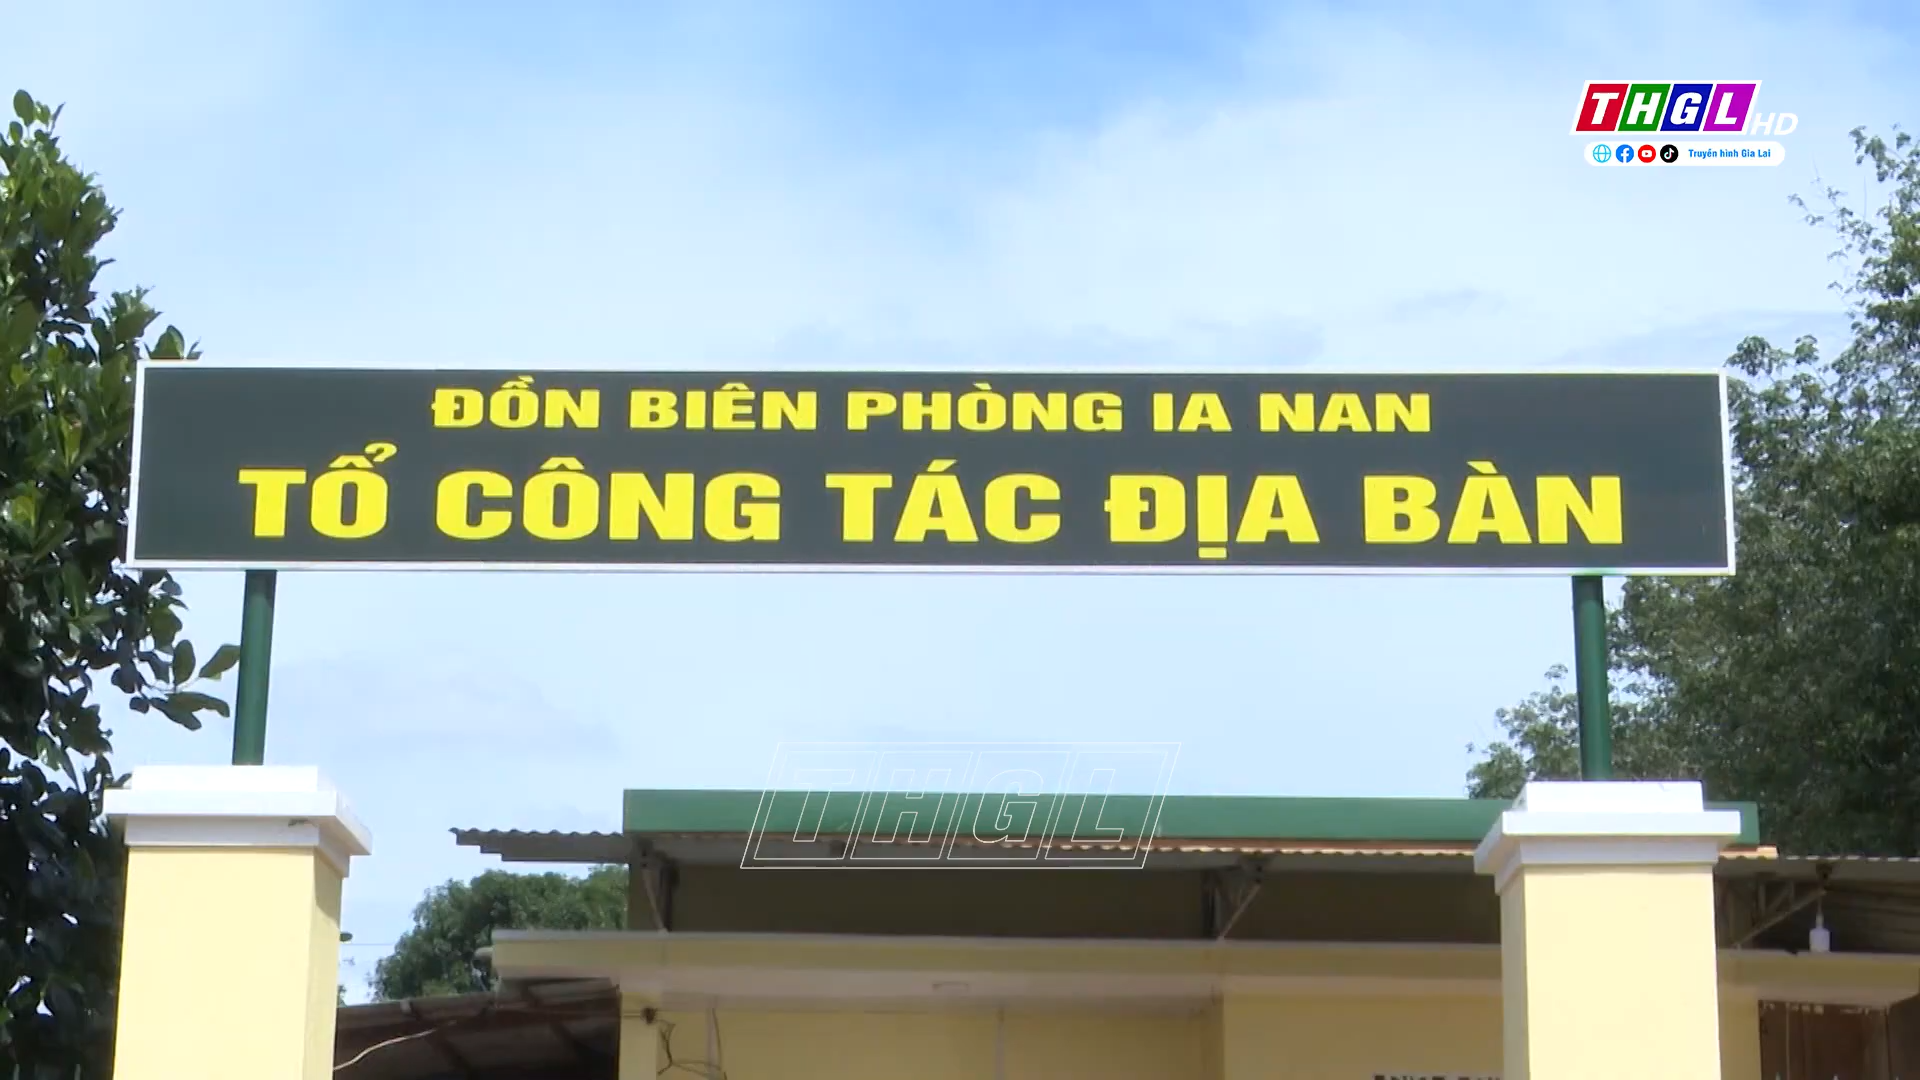 THGL HD
Truyền hình Gia Lai
ĐỒN BIÊN PHÒNG IA NAN
TỔ CÔNG TÁC ĐỊA BÀN
THGL